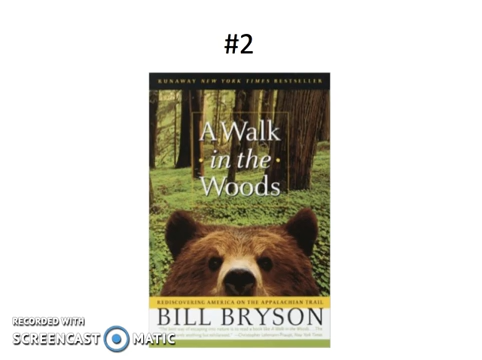 #2
RUNAWAY NEW YORK TIMES BESTSELLER
A Walk
in the
Woods
REDISCOVERING AMERICA ON THE APPALACHIAN TRAIL
BILL BRYSON
RECORDED WITH
SCREENCAST MATIC